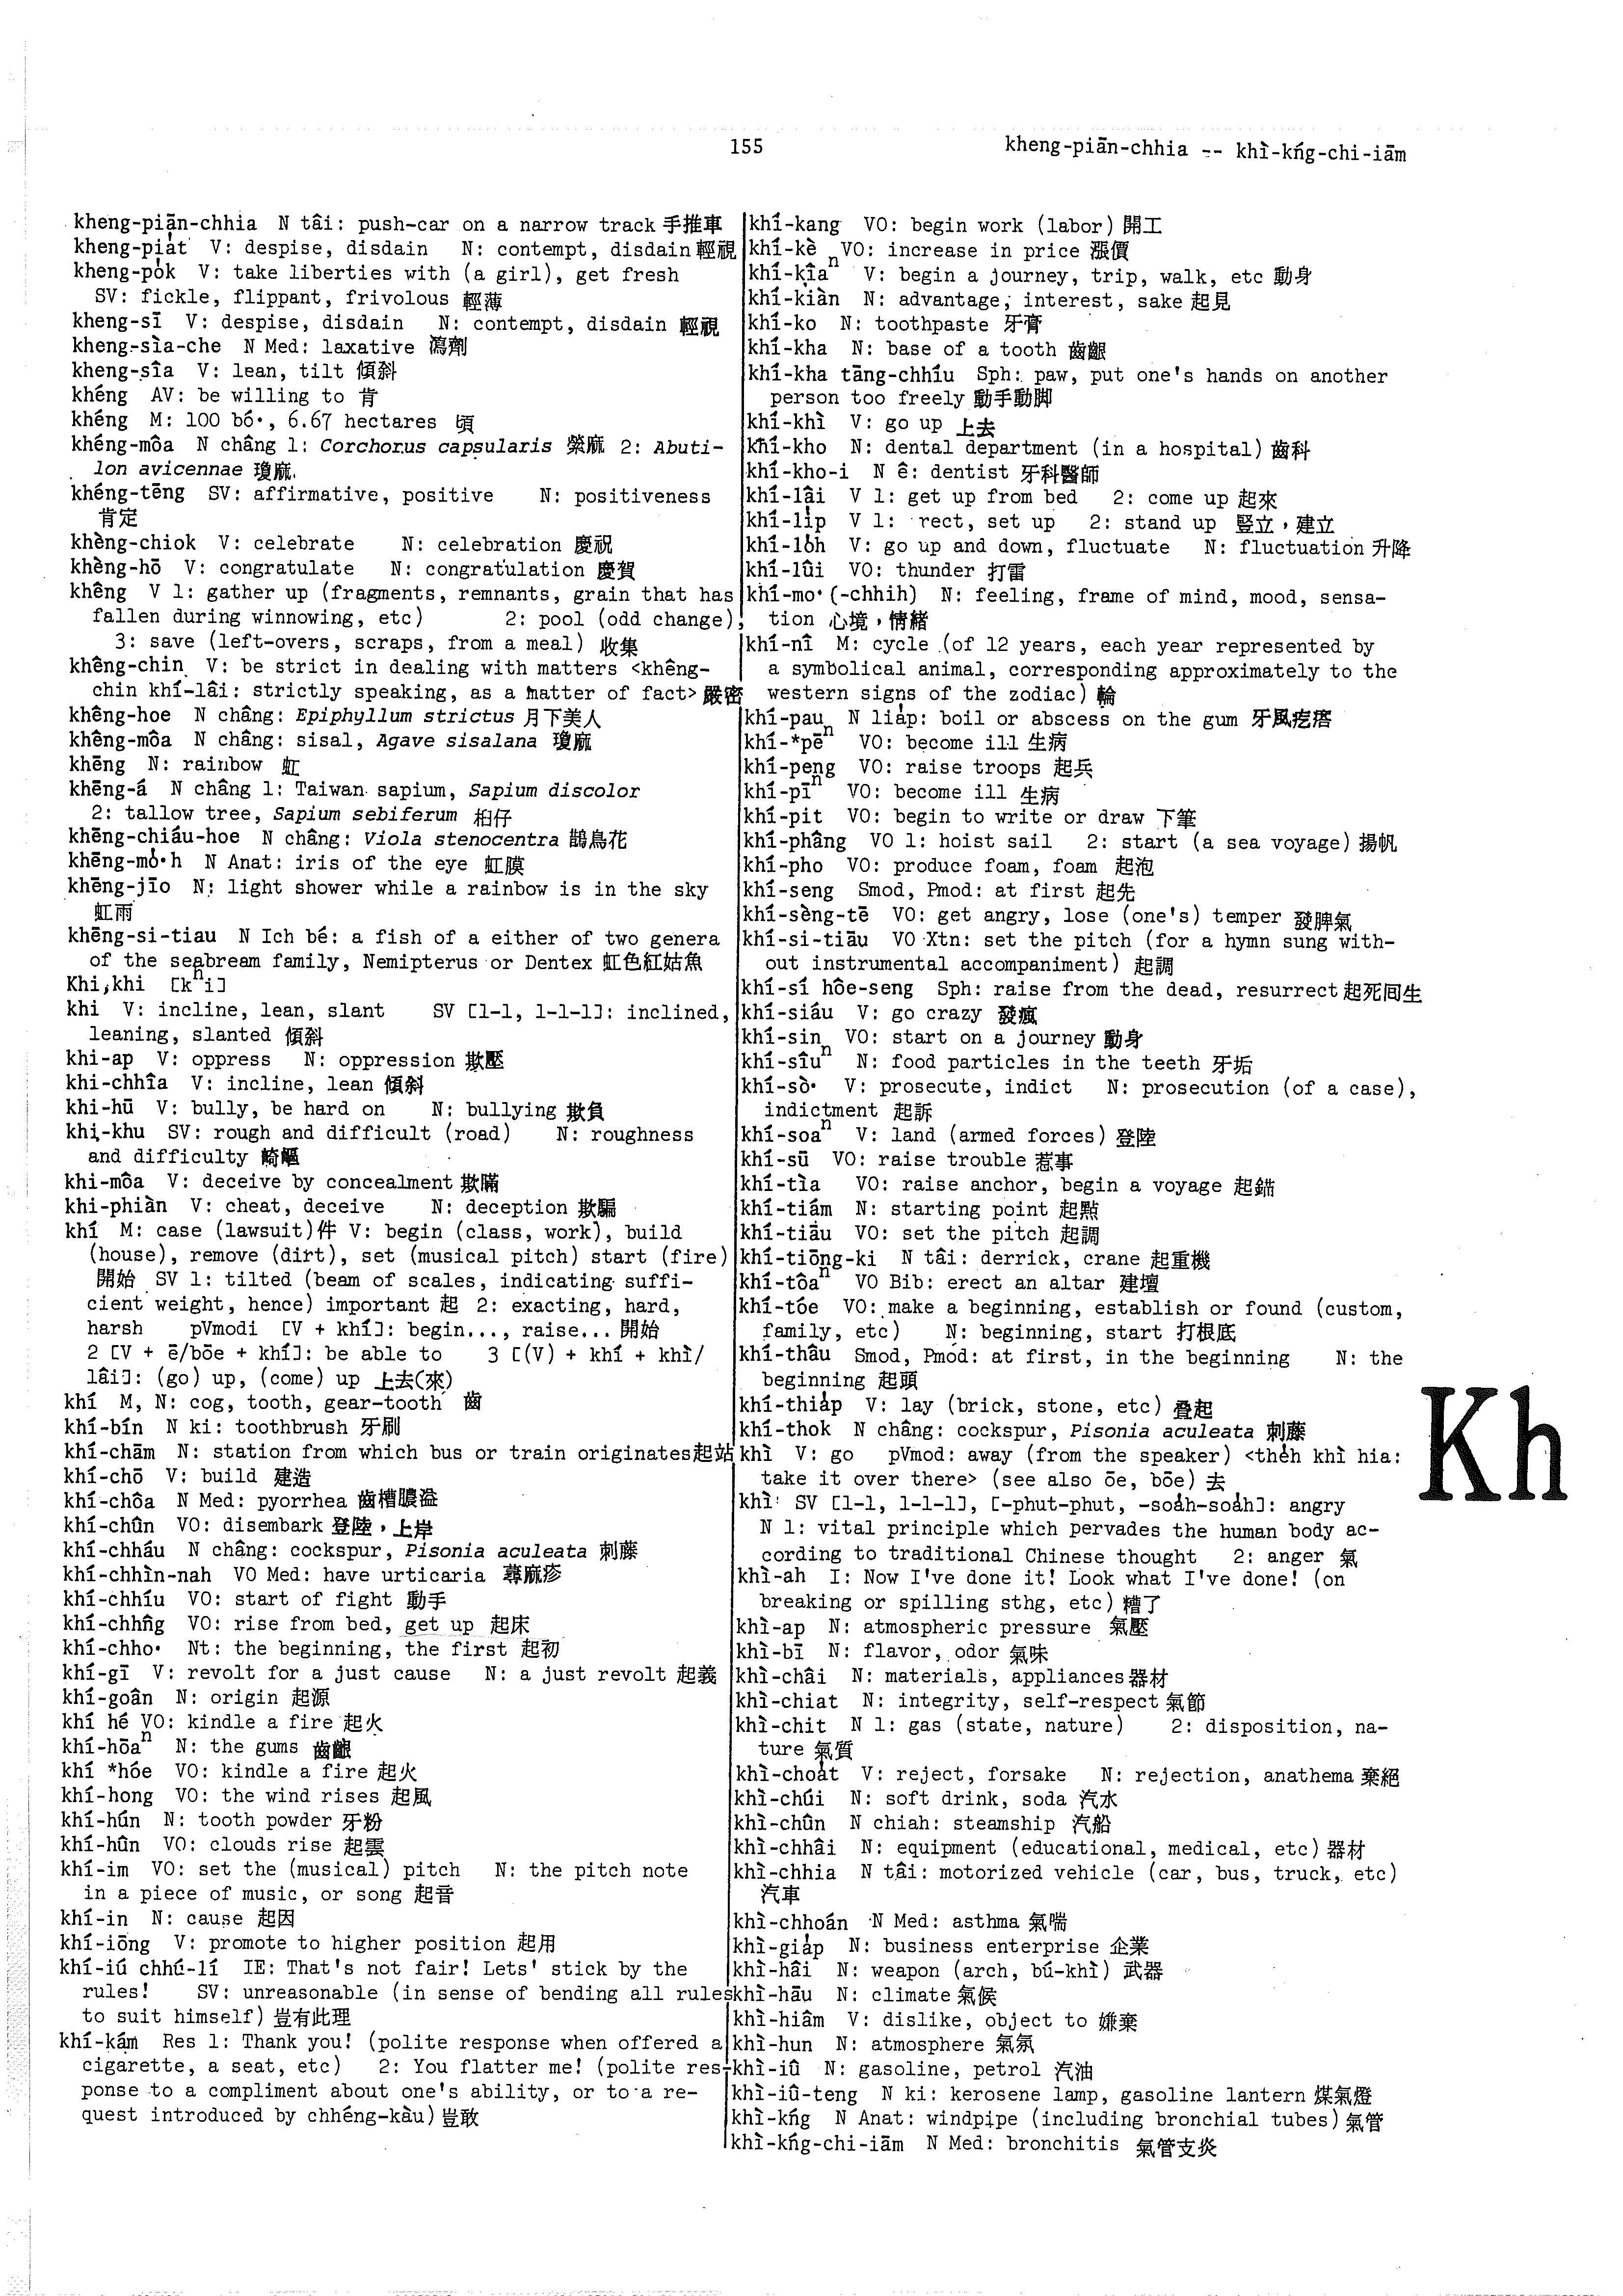 155
kheng-piān-chhia -- khì-kńg-chi-iām
kheng-piān-chhia N tâi: push-car on a narrow track 手推車
kheng-pia̍t V: despise, disdain N: contempt, disdain 輕視
kheng-po̍k V: take liberties with (a girl), get fresh
SV: fickle, flippant, frivolous 輕薄
kheng-sī V: despise, disdain N: contempt, disdain 輕視
kheng-sìa-che N Med: laxative 瀉劑
kheng-sîa V: lean, tilt 傾斜
khéng AV: be willing to 肯
khéng M: 100 bó·, 6.67 hectares 頃
khéng-môa N châng 1: Corchorus capsularis 檾麻 2: Abuti-
lon avicennae 瓊麻
khéng-tēng SV: affirmative, positive N: positiveness
肯定
khèng-chiok V: celebrate N: celebration 慶祝
khèng-hō V: congratulate N: congratulation 慶賀
khêng V 1: gather up (fragments, remnants, grain that has
fallen during winnowing, etc) 2: pool (odd change);
3: save (left-overs, scraps, from a meal) 收集
khêng-chin V: be strict in dealing with matters <khêng-
chin khí-lâi: strictly speaking, as a matter of fact> 嚴密
khêng-hoe N châng: Epiphyllum strictus 月下美人
khêng-môa N châng: sisal, Agave sisalana 瓊麻
khēng N: rainbow 虹
khēng-á N châng 1: Taiwan sapium, Sapium discolor
2: tallow tree, Sapium sebiferum 桕仔
khēng-chiáu-hoe N châng: Viola stenocentra 鵲鳥花
khēng-mo̍·h N Anat: iris of the eye 虹膜
khēng-jīo N: light shower while a rainbow is in the sky
虹雨
khēng-si-tiau N Ich bé: a fish of a either of two genera
of the seabream family, Nemipterus or Dentex 虹色紅姑魚
Khi, khi [kʰi]
khi V: incline, lean, slant SV [1-1, 1-1-1]: inclined,
leaning, slanted 傾斜
khi-ap V: oppress N: oppression 欺壓
khi-chhîa V: incline, lean 傾斜
khi-hū V: bully, be hard on N: bullying 欺負
khi-khu SV: rough and difficult (road) N: roughness
and difficulty 崎嶇
khi-môa V: deceive by concealment 欺瞞
khi-phiàn V: cheat, deceive N: deception 欺騙
khí M: case (lawsuit)件 V: begin (class, work), build
(house), remove (dirt), set (musical pitch) start (fire)
開始 SV 1: tilted (beam of scales, indicating suffi-
cient weight, hence) important 起 2: exacting, hard,
harsh pVmodi [V + khí]: begin..., raise... 開始
2 [V + ē/bōe + khí]: be able to 3 [(V) + khí + khì/
lâi]: (go) up, (come) up 上去(來)
khí M, N: cog, tooth, gear-tooth 齒
khí-bín N ki: toothbrush 牙刷
khí-chām N: station from which bus or train originates起站
khí-chō V: build 建造
khí-chôa N Med: pyorrhea 齒槽膿溢
khí-chûn VO: disembark 登陸，上岸
khí-chháu N châng: cockspur, Pisonia aculeata 刺藤
khí-chhìn-nah VO Med: have urticaria 蕁麻疹
khí-chhíu VO: start of fight 動手
khí-chhn̂g VO: rise from bed, get up 起床
khí-chho· Nt: the beginning, the first 起初
khí-gī V: revolt for a just cause N: a just revolt 起義
khí-goân N: origin 起源
khí hé VO: kindle a fire 起火
khí-hōaⁿ N: the gums 齒齦
khí *hóe VO: kindle a fire 起火
khí-hong VO: the wind rises 起風
khí-hún N: tooth powder 牙粉
khí-hûn VO: clouds rise 起雲
khí-im VO: set the (musical) pitch N: the pitch note
in a piece of music, or song 起音
khí-in N: cause 起因
khí-iōng V: promote to higher position 起用
khí-iú chhú-lí IE: That's not fair! Lets' stick by the
rules! SV: unreasonable (in sense of bending all rules
to suit himself) 豈有此理
khí-kám Res 1: Thank you! (polite response when offered a
cigarette, a seat, etc) 2: You flatter me! (polite res-
ponse to a compliment about one's ability, or to a re-
quest introduced by chhéng-kàu) 豈敢
khí-kang VO: begin work (labor) 開工
khí-kè VO: increase in price 漲價
khí-kîaⁿ V: begin a journey, trip, walk, etc 動身
khí-kiàn N: advantage, interest, sake 起見
khí-ko N: toothpaste 牙膏
khí-kha N: base of a tooth 齒齦
khí-kha tāng-chhíu Sph: paw, put one's hands on another
person too freely 動手動脚
khí-khì V: go up 上去
khí-kho N: dental department (in a hospital) 齒科
khí-kho-i N ê: dentist 牙科醫師
khí-lâi V 1: get up from bed 2: come up 起來
khí-li̍p V 1: rect, set up 2: stand up 豎立，建立
khí-lo̍h V: go up and down, fluctuate N: fluctuation 升降
khí-lûi VO: thunder 打雷
khí-mo· (-chhih) N: feeling, frame of mind, mood, sensa-
tion 心境，情緒
khí-nî M: cycle (of 12 years, each year represented by
a symbolical animal, corresponding approximately to the
western signs of the zodiac) 輪
khí-pau N lia̍p: boil or abscess on the gum 牙風疙瘩
khí-*pēⁿ VO: become ill 生病
khí-peng VO: raise troops 起兵
khí-pīⁿ VO: become ill 生病
khí-pit VO: begin to write or draw 下筆
khí-phâng VO 1: hoist sail 2: start (a sea voyage) 揚帆
khí-pho VO: produce foam, foam 起泡
khí-seng Smod, Pmod: at first 起先
khí-sèng-tē VO: get angry, lose (one's) temper 發脾氣
khí-si-tiāu VO Xtn: set the pitch (for a hymn sung with-
out instrumental accompaniment) 起調
khí-sí hôe-seng Sph: raise from the dead, resurrect 起死回生
khí-siáu V: go crazy 發瘋
khí-sin VO: start on a journey 動身
khí-sîuⁿ N: food particles in the teeth 牙垢
khí-sò· V: prosecute, indict N: prosecution (of a case),
indictment 起訴
khí-soaⁿ V: land (armed forces) 登陸
khí-sū VO: raise trouble 惹事
khí-tìa VO: raise anchor, begin a voyage 起錨
khí-tiám N: starting point 起點
khí-tiāu VO: set the pitch 起調
khí-tiōng-ki N tâi: derrick, crane 起重機
khí-tôaⁿ VO Bib: erect an altar 建壇
khí-tóe VO: make a beginning, establish or found (custom,
family, etc) N: beginning, start 打根底
khí-thâu Smod, Pmod: at first, in the beginning N: the
beginning 起頭
khí-thia̍p V: lay (brick, stone, etc) 疊起
khí-thok N châng: cockspur, Pisonia aculeata 刺藤
khì V: go pVmod: away (from the speaker) <the̍h khì hia:
take it over there> (see also ōe, bōe) 去
khì SV [1-1, 1-1-1], [-phut-phut, -soa̍h-soa̍h]: angry
N 1: vital principle which pervades the human body ac-
cording to traditional Chinese thought 2: anger 氣
khì-ah I: Now I've done it! Look what I've done! (on
breaking or spilling sthg, etc) 糟了
khì-ap N: atmospheric pressure 氣壓
khì-bī N: flavor, odor 氣味
khì-châi N: materials, appliances器材
khì-chiat N: integrity, self-respect 氣節
khì-chit N 1: gas (state, nature) 2: disposition, na-
ture 氣質
khì-choa̍t V: reject, forsake N: rejection, anathema 棄絕
khì-chúi N: soft drink, soda 汽水
khì-chûn N chiah: steamship 汽船
khì-chhâi N: equipment (educational, medical, etc) 器材
khì-chhia N tâi: motorized vehicle (car, bus, truck, etc)
汽車
khì-chhoán N Med: asthma 氣喘
khì-gia̍p N: business enterprise 企業
khì-hâi N: weapon (arch, bú-khì) 武器
khì-hāu N: climate 氣候
khì-hiâm V: dislike, object to 嫌棄
khì-hun N: atmosphere 氣氛
khì-iû N: gasoline, petrol 汽油
khì-iû-teng N ki: kerosene lamp, gasoline lantern 煤氣燈
khì-kńg N Anat: windpipe (including bronchial tubes) 氣管
khì-kńg-chi-iām N Med: bronchitis 氣管支炎
Kh